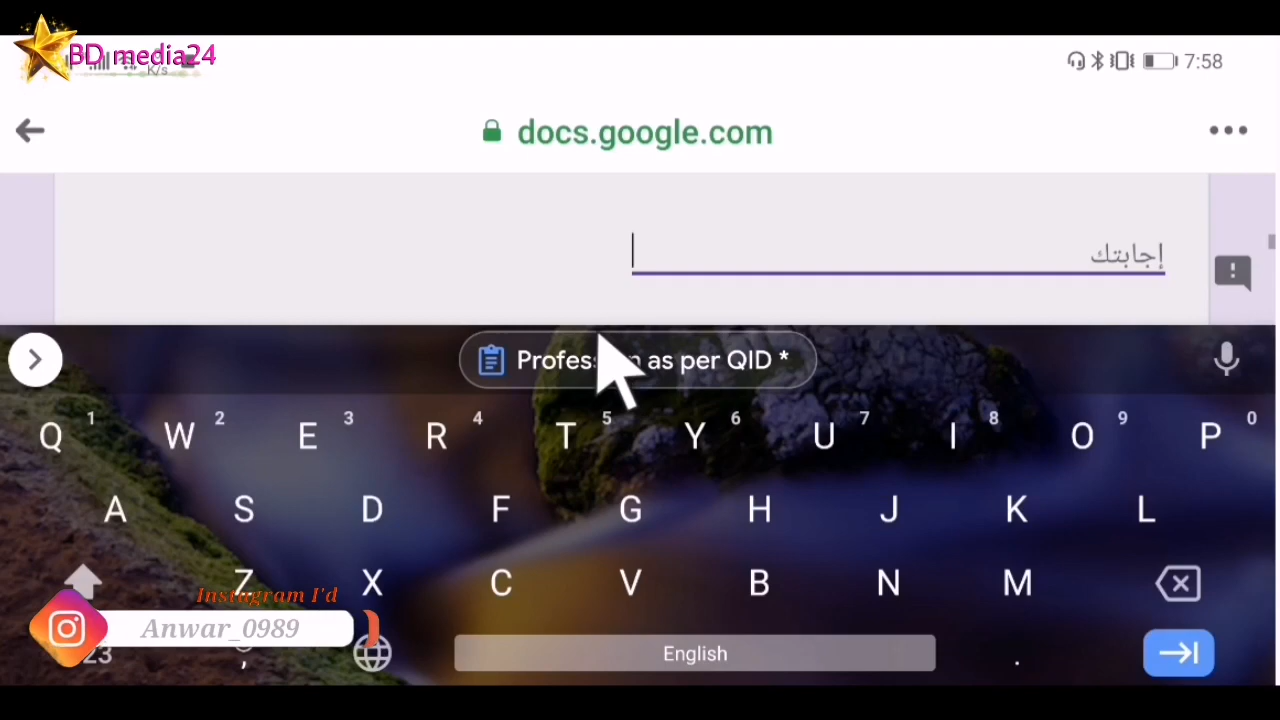 BD media24
K/s
7:58
docs.google.com
إجابتك
Profession as per QID *
Q 1 W 2 E 3 R 4 T 5 Y 6 U 7 I 8 O 9 P 0
A S D F G H J K L
Z X C V B N M
Instagram I'd
Anwar_0989
, English .